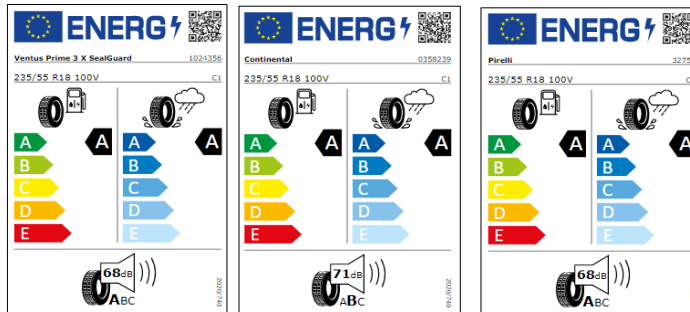 ENERG
Ventus Prime 3 X SealGuard 1024356
235/55 R18 100V C1
A A A A
B B
C C
D D
E E
68dB
ABC
2020/740
ENERG
Continental 0358239
235/55 R18 100V C1
A A A A
B B
C C
D D
E E
71dB
ABC
2020/740
ENERG
Pirelli 3275
235/55 R18 100V C
A A A A
B B
C C
D D
E E
68dB
ABC